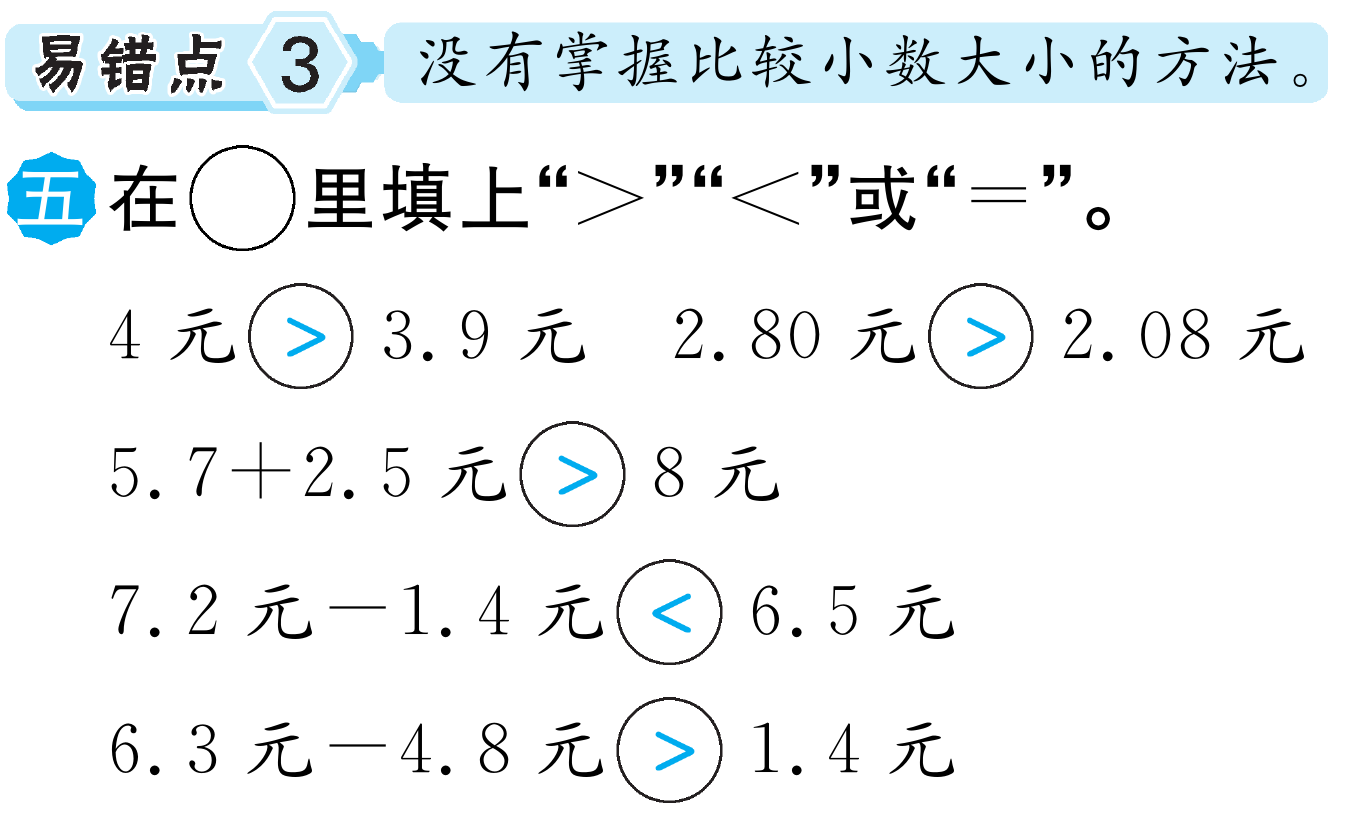 易错点 3 没有掌握比较小数大小的方法。
五 在○里填上“>”“<”或“=”。
4 元 > 3.9 元 2.80 元 > 2.08 元
5.7+2.5 元 > 8 元
7.2 元-1.4 元 < 6.5 元
6.3 元-4.8 元 > 1.4 元